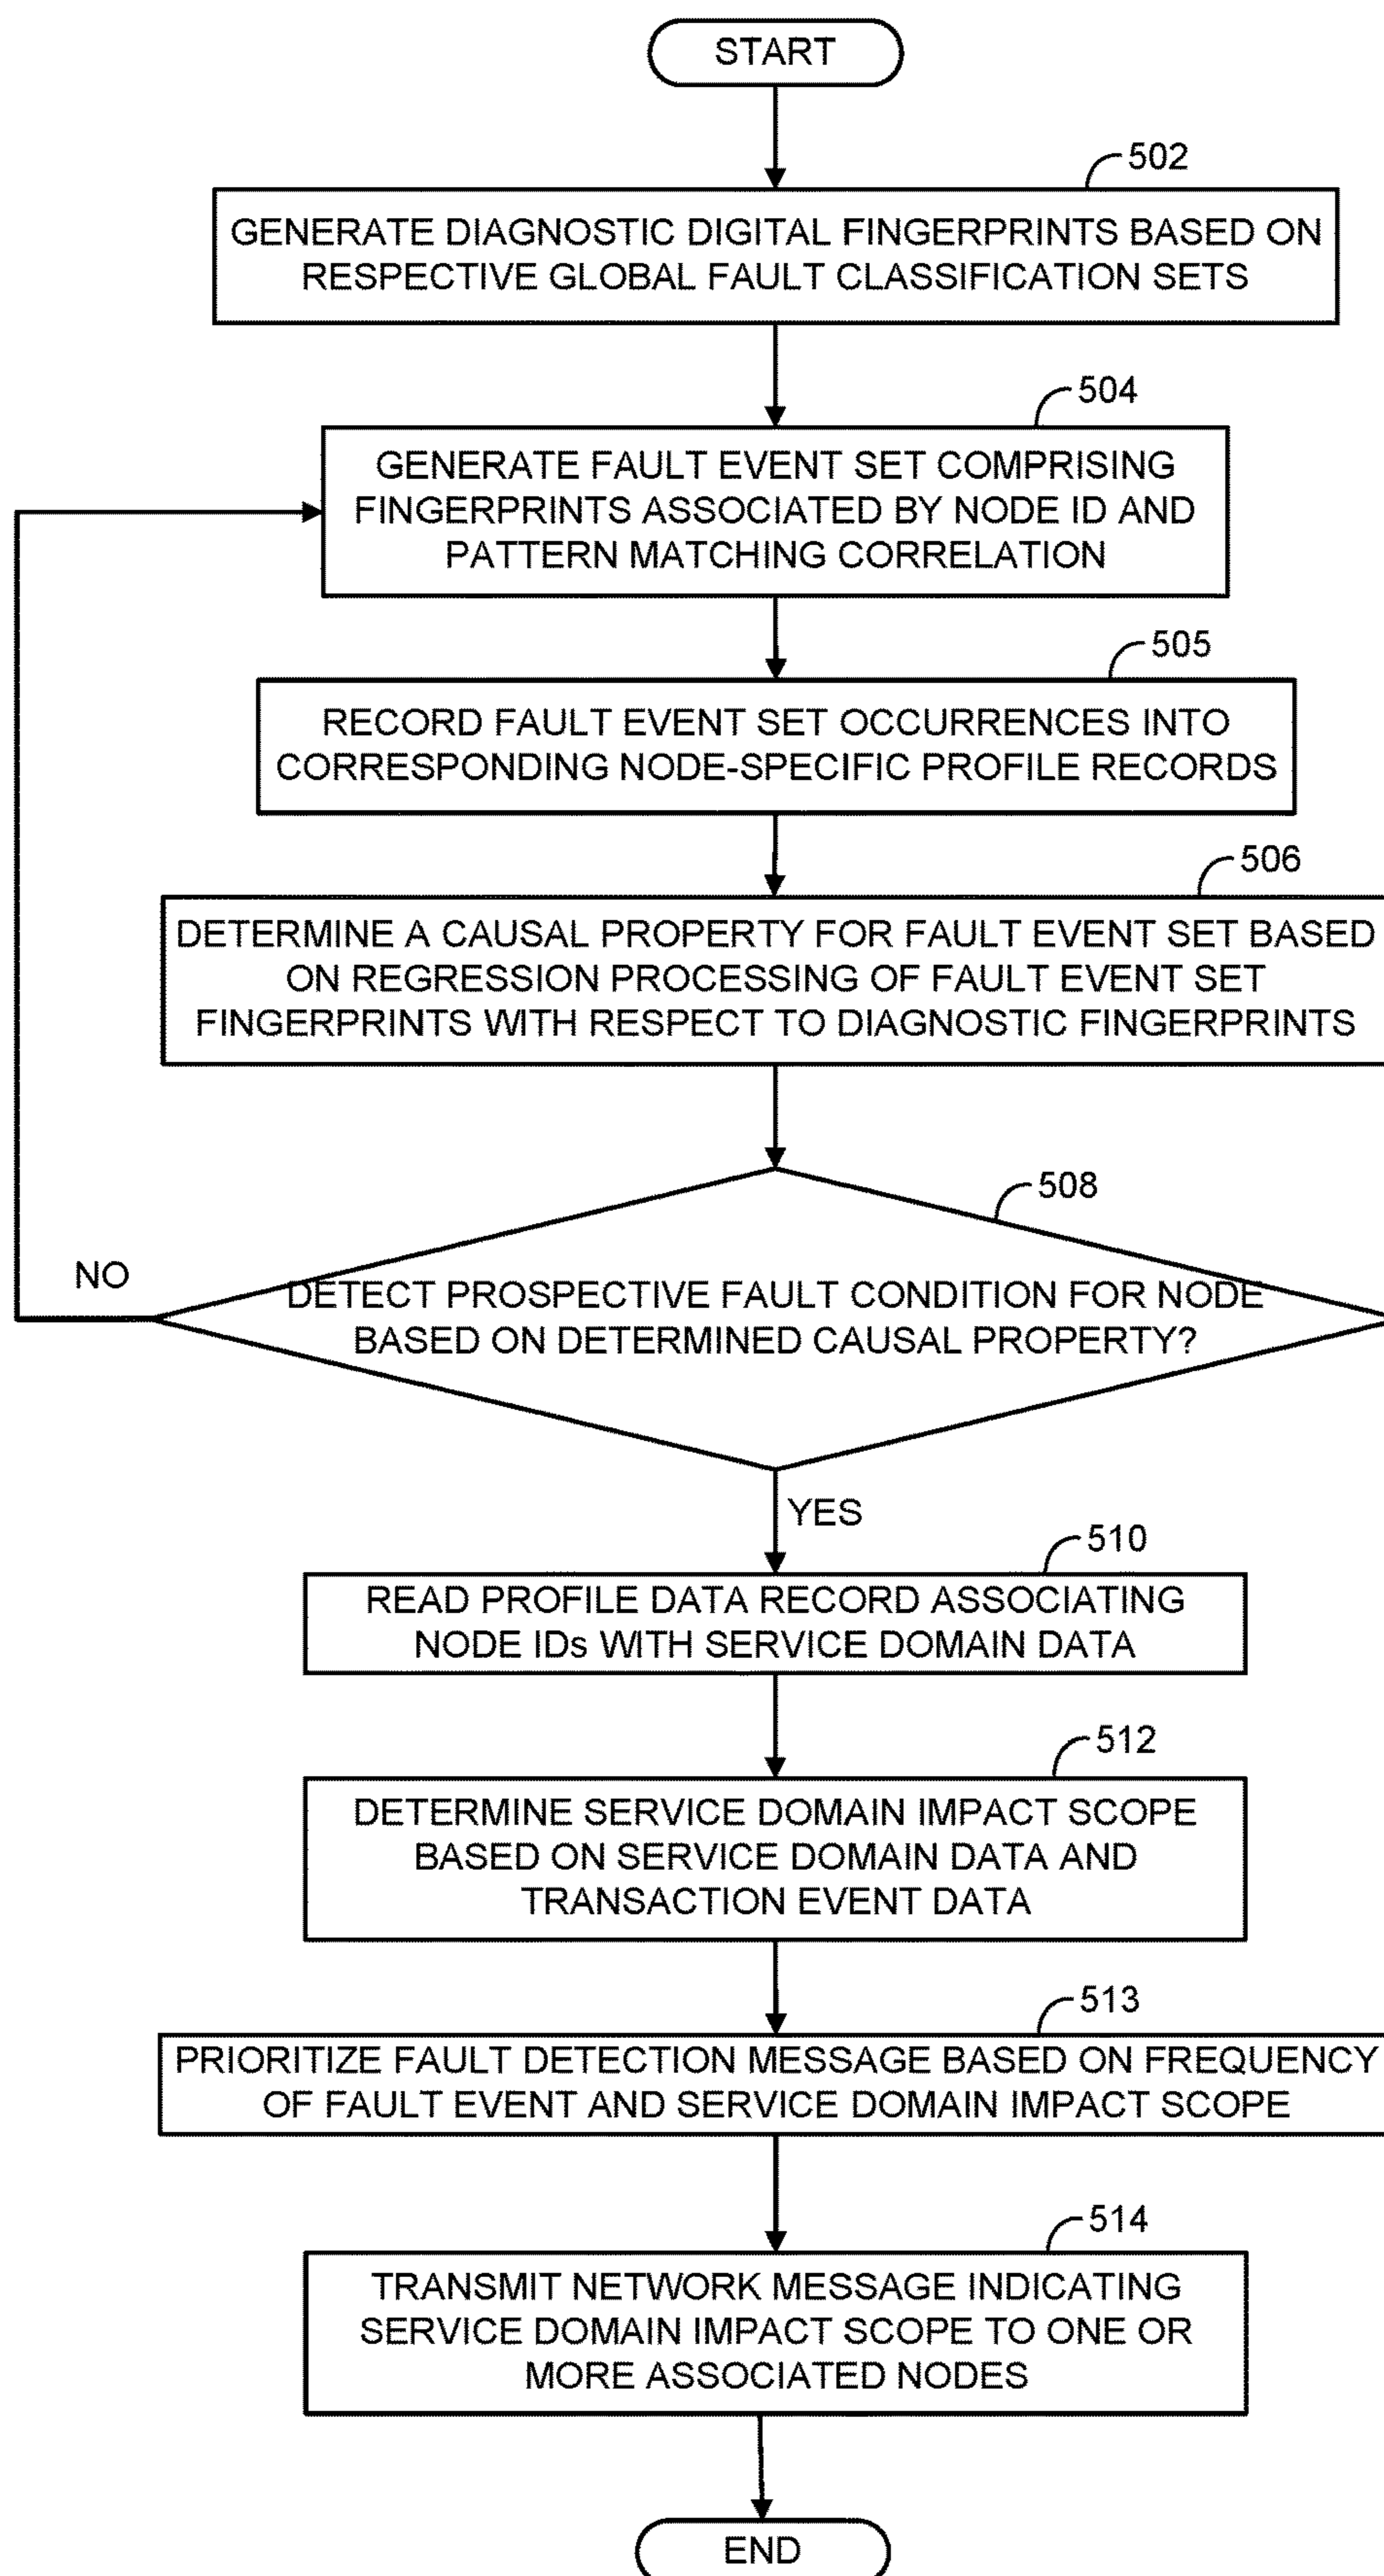 START
502
GENERATE DIAGNOSTIC DIGITAL FINGERPRINTS BASED ON
RESPECTIVE GLOBAL FAULT CLASSIFICATION SETS
504
GENERATE FAULT EVENT SET COMPRISING
FINGERPRINTS ASSOCIATED BY NODE ID AND
PATTERN MATCHING CORRELATION
505
RECORD FAULT EVENT SET OCCURRENCES INTO
CORRESPONDING NODE-SPECIFIC PROFILE RECORDS
506
DETERMINE A CAUSAL PROPERTY FOR FAULT EVENT SET BASED
ON REGRESSION PROCESSING OF FAULT EVENT SET
FINGERPRINTS WITH RESPECT TO DIAGNOSTIC FINGERPRINTS
508
NO
DETECT PROSPECTIVE FAULT CONDITION FOR NODE
BASED ON DETERMINED CAUSAL PROPERTY?
YES
510
READ PROFILE DATA RECORD ASSOCIATING
NODE IDs WITH SERVICE DOMAIN DATA
512
DETERMINE SERVICE DOMAIN IMPACT SCOPE
BASED ON SERVICE DOMAIN DATA AND
TRANSACTION EVENT DATA
513
PRIORITIZE FAULT DETECTION MESSAGE BASED ON FREQUENCY
OF FAULT EVENT AND SERVICE DOMAIN IMPACT SCOPE
514
TRANSMIT NETWORK MESSAGE INDICATING
SERVICE DOMAIN IMPACT SCOPE TO ONE OR
MORE ASSOCIATED NODES
END